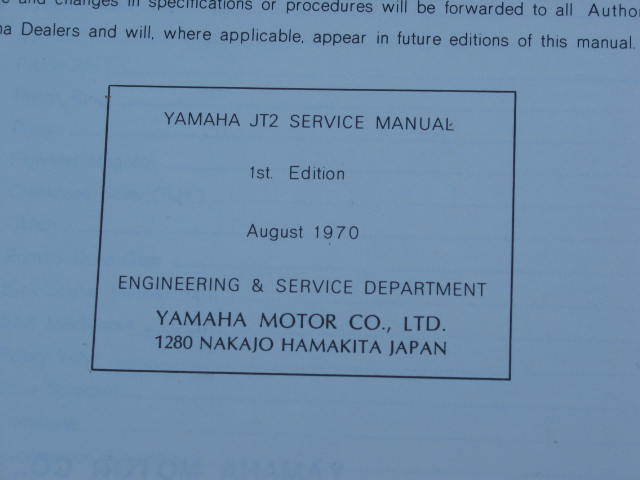 and changes in specifications or procedures will be forwarded to all Author
Dealers and will, where applicable, appear in future editions of this manual.
YAMAHA JT2 SERVICE MANUAL
1st. Edition
August 1970
ENGINEERING & SERVICE DEPARTMENT
YAMAHA MOTOR CO., LTD.
1280 NAKAJO HAMAKITA JAPAN